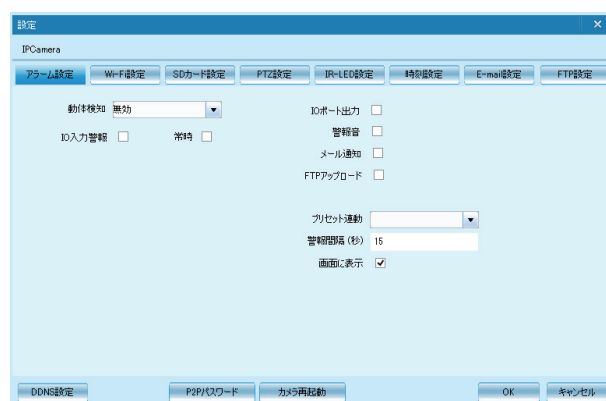 設定
IPCamera
アラーム設定 Wi-Fi設定 SDカード設定 PTZ設定 IR-LED設定 時刻設定 E-mail設定 FTP設定
動体検知 無効 IOポート出力
IO入力警報 常時 警報音
メール通知
FTPアップロード
プリセット連動
警報間隔(秒) 15
画面に表示
DDNS設定 P2Pパスワード カメラ再起動 OK キャンセル